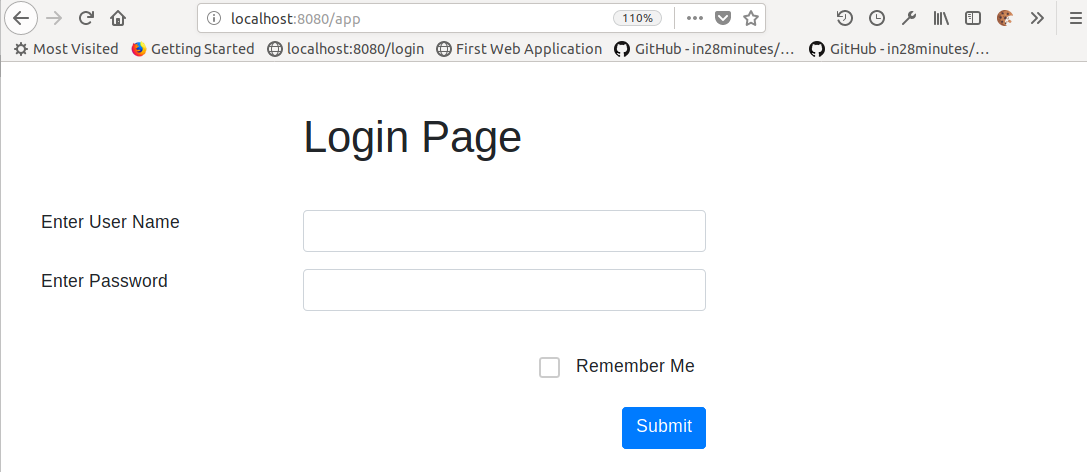 localhost:8080/app 110%
Most Visited Getting Started localhost:8080/login First Web Application GitHub - in28minutes/… GitHub - in28minutes/…
Login Page
Enter User Name
Enter Password
Remember Me
Submit